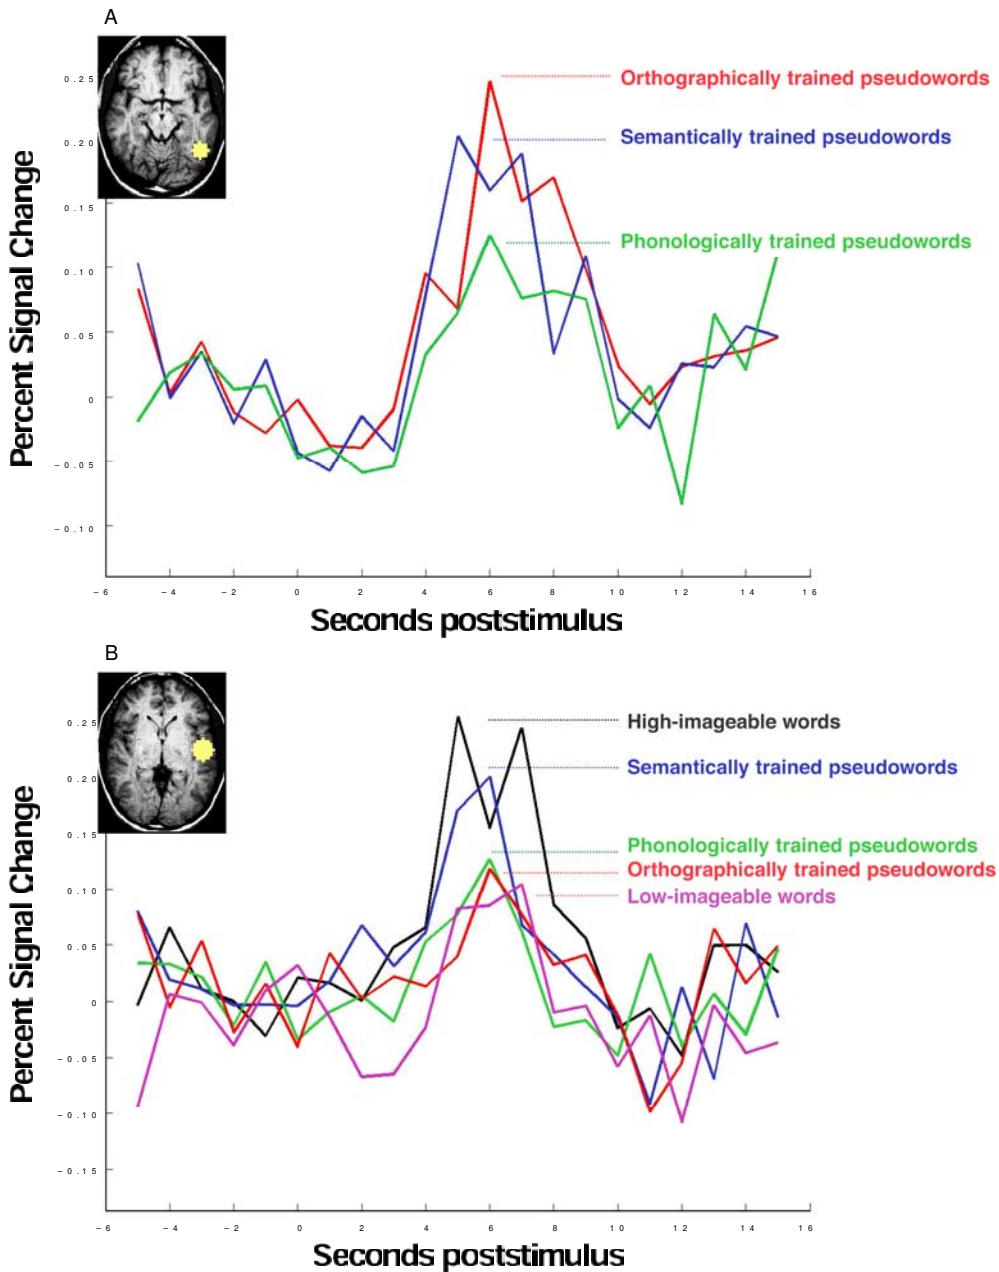 A
0.25
0.20
0.15
0.10
0.05
0
−0.05
−0.10
Percent Signal Change
Orthographically trained pseudowords
Semantically trained pseudowords
Phonologically trained pseudowords
−6 −4 −2 0 2 4 6 8 10 12 14 16
Seconds poststimulus
B
0.25
0.20
0.15
0.10
0.05
0
−0.05
−0.10
−0.15
Percent Signal Change
High-imageable words
Semantically trained pseudowords
Phonologically trained pseudowords
Orthographically trained pseudowords
Low-imageable words
−6 −4 −2 0 2 4 6 8 10 12 14 16
Seconds poststimulus